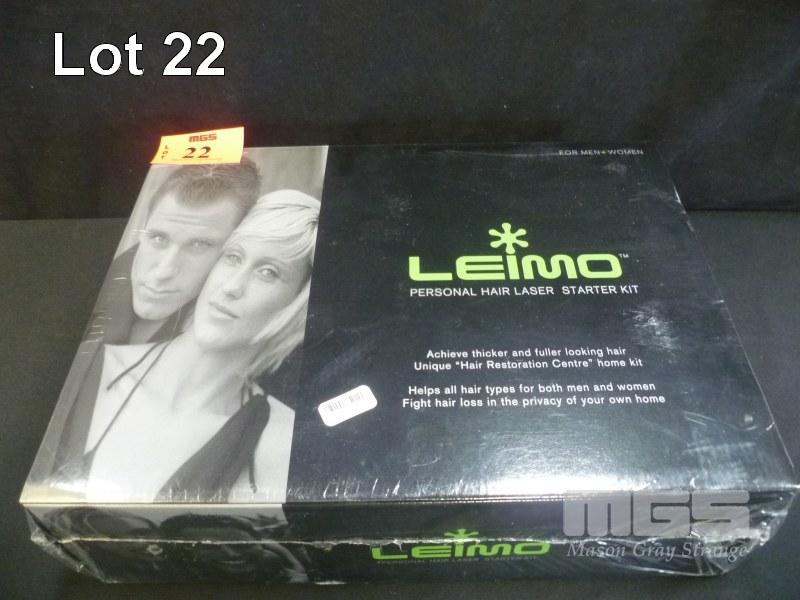 Lot 22
MGS
LOT
22
FOR MEN+WOMEN
LEIMO™
PERSONAL HAIR LASER STARTER KIT
Achieve thicker and fuller looking hair
Unique "Hair Restoration Centre" home kit
Helps all hair types for both men and women
Fight hair loss in the privacy of your own home
MGS
Mason Gray Strange
LEIMO
PERSONAL HAIR LASER STARTER KIT